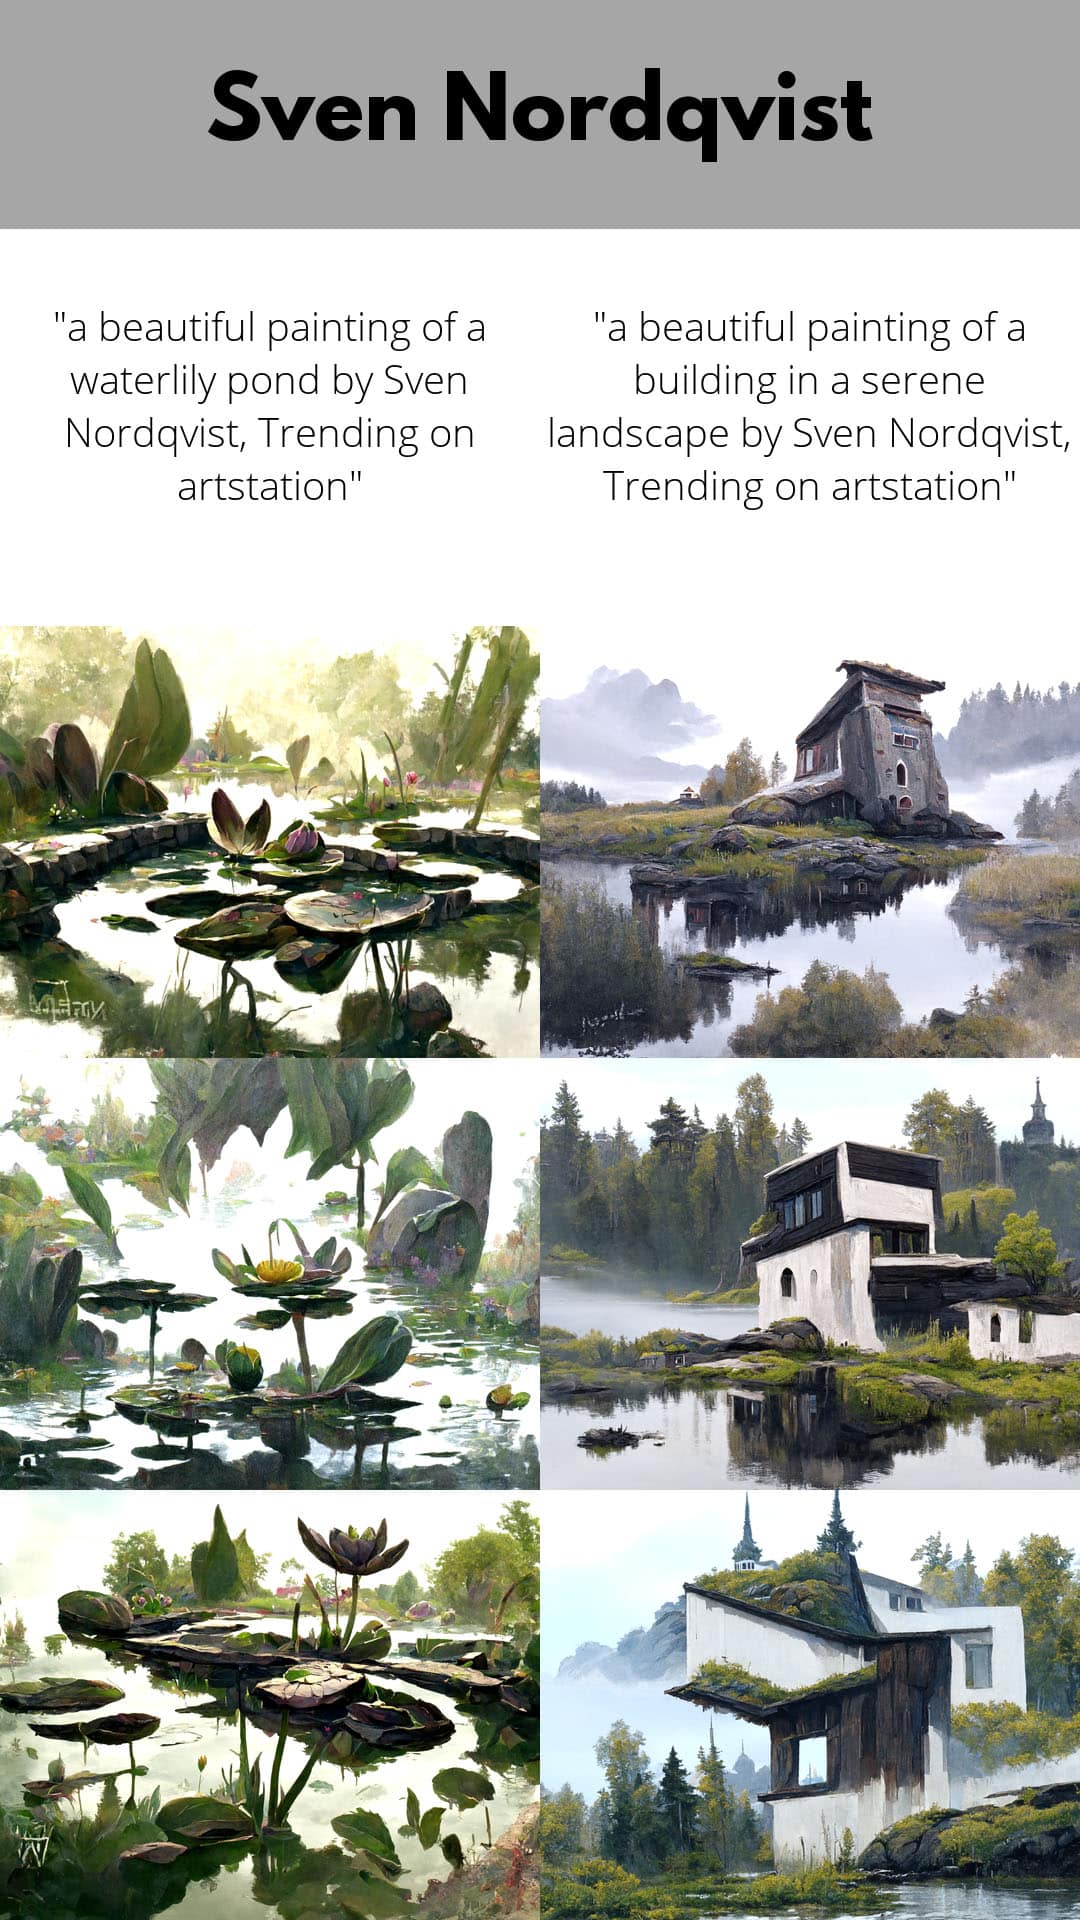 Sven Nordqvist
"a beautiful painting of a
waterlily pond by Sven
Nordqvist, Trending on
artstation"
"a beautiful painting of a
building in a serene
landscape by Sven Nordqvist,
Trending on artstation"